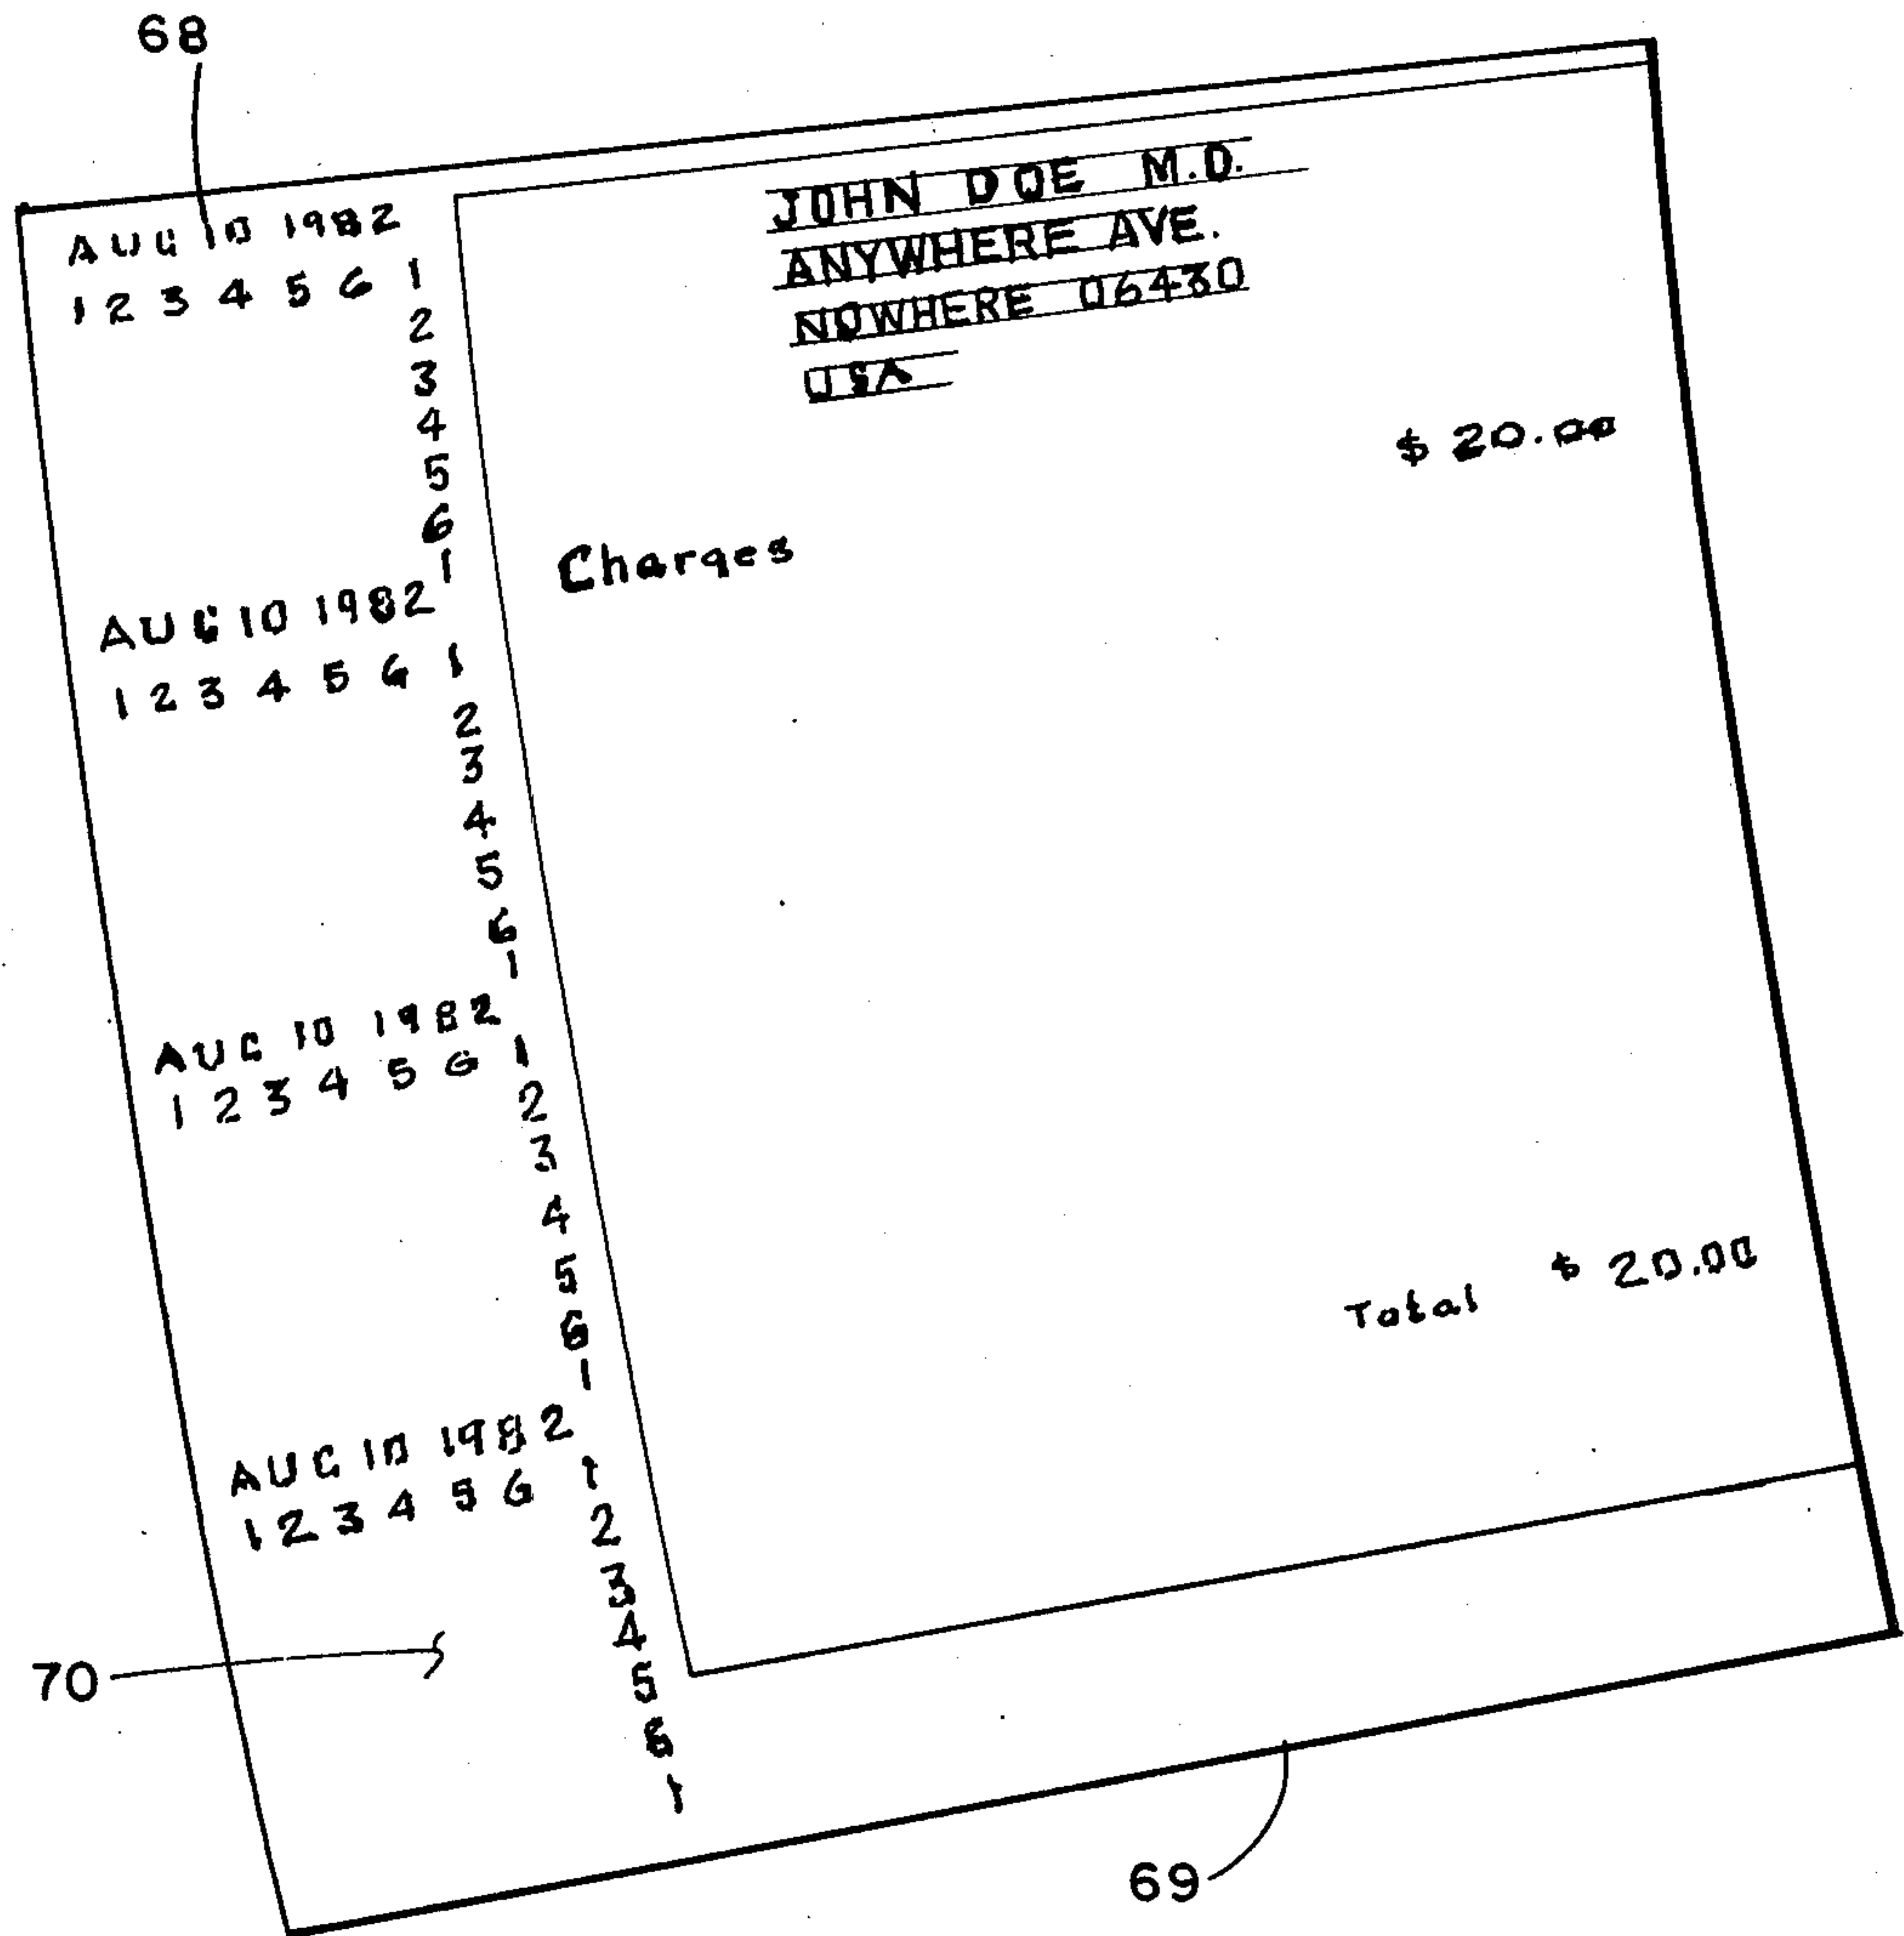 68
AUG 10 1982
1 2 3 4 5 6 1
2
3
4
5
6
1
AUG 10 1982
1 2 3 4 5 6 1
2
3
4
5
6
1
AUG 10 1982
1 2 3 4 5 6 1
2
3
4
5
6
1
AUG 10 1982
1 2 3 4 5 6 1
2
3
4
5
6
1
JOHN DOE M.D.
ANYWHERE AVE.
NOWHERE 06430
USA
$ 20.00
Charges
Total $ 20.00
70
69